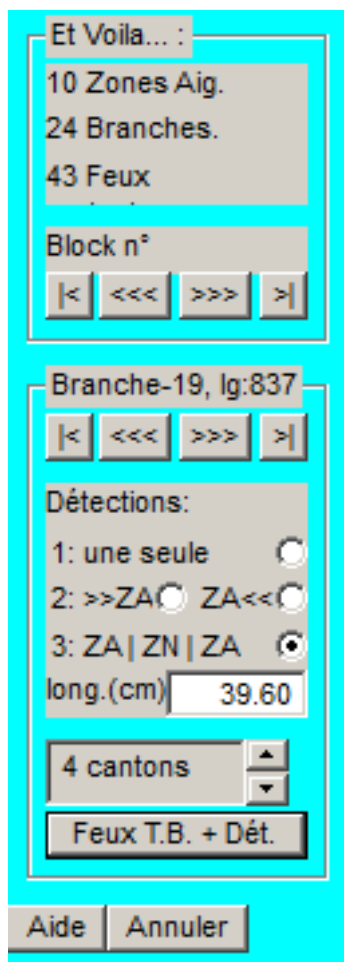 Et Voila... :
10 Zones Aig.
24 Branches.
43 Feux
Block n°
|< <<< >>> >|
Branche-19, lg:837
|< <<< >>> >|
Détections:
1: une seule
2: >>ZA ZA<<
3: ZA | ZN | ZA
long.(cm) 39.60
4 cantons
Feux T.B. + Dét.
Aide Annuler